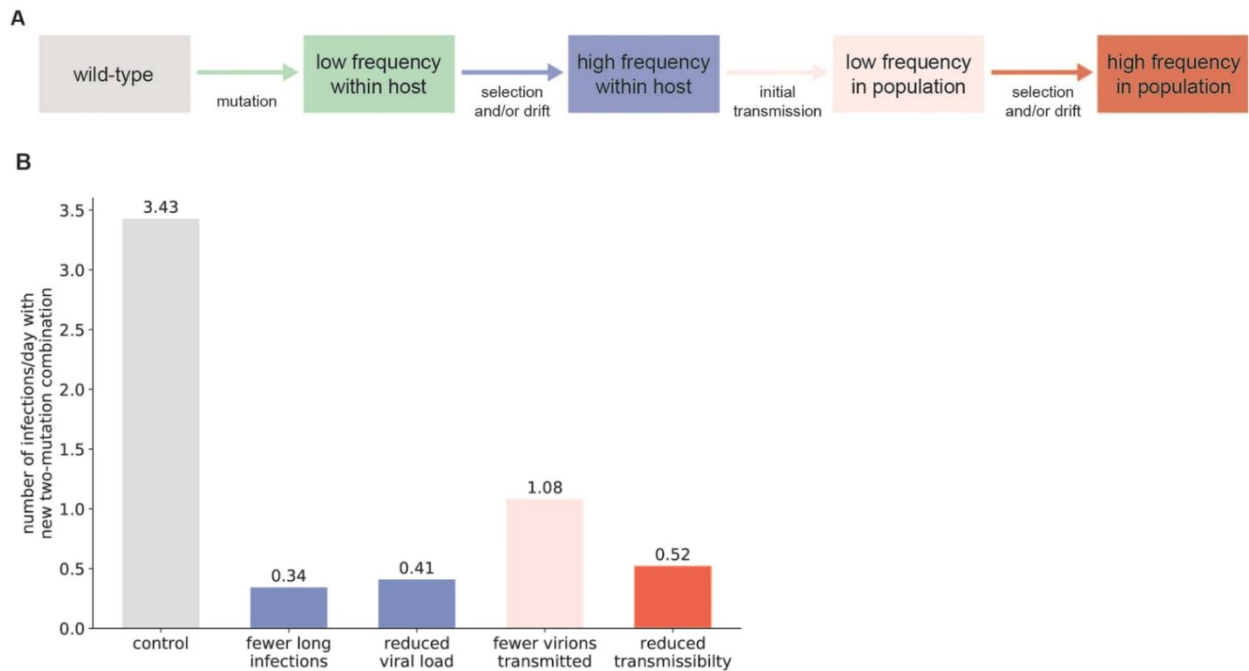 A
wild-type
mutation
low frequency
within host
selection
and/or drift
high frequency
within host
initial
transmission
low frequency
in population
selection
and/or drift
high frequency
in population
B
number of infections/day with
new two-mutation combination
3.5
3.0
2.5
2.0
1.5
1.0
0.5
0.0
3.43
0.34
0.41
1.08
0.52
control
fewer long
infections
reduced
viral load
fewer virions
transmitted
reduced
transmissibilty